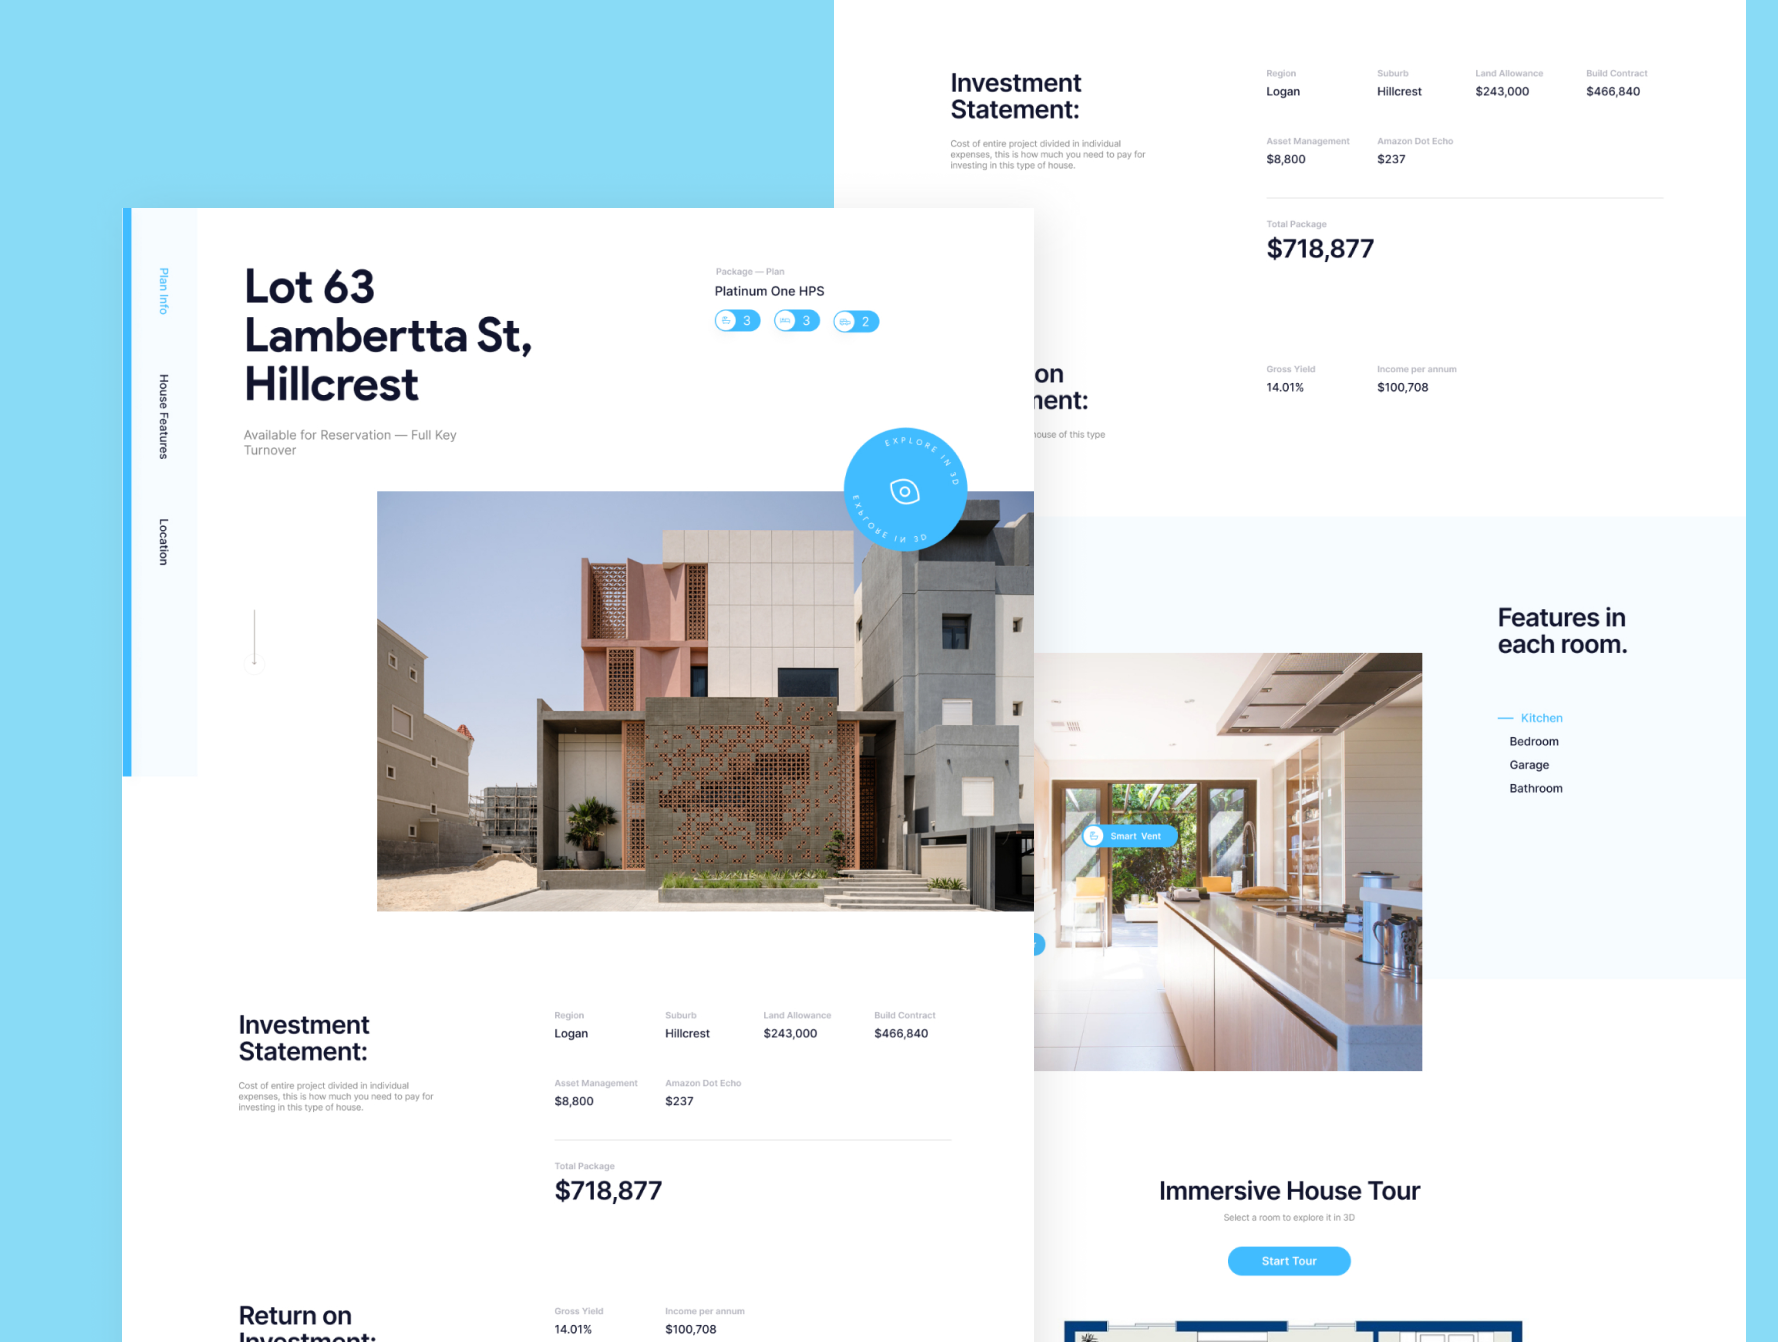 Plan Info
House Features
Location
Lot 63
Lambertta St,
Hillcrest
Available for Reservation — Full Key
Turnover
Package — Plan
Platinum One HPS
3
3
2
EXPLORE IN 3D
EXPLORE IN 3D
Investment
Statement:
Cost of entire project divided in individual
expenses, this is how much you need to pay for
investing in this type of house.
Region
Suburb
Land Allowance
Build Contract
Logan
Hillcrest
$243,000
$466,840
Asset Management
Amazon Dot Echo
$8,800
$237
Total Package
$718,877
Return on
Investment:
Gross Yield
Income per annum
14.01%
$100,708
Investment
Statement:
Cost of entire project divided in individual
expenses, this is how much you need to pay for
investing in this type of house.
Region
Suburb
Land Allowance
Build Contract
Logan
Hillcrest
$243,000
$466,840
Asset Management
Amazon Dot Echo
$8,800
$237
Total Package
$718,877
on
ment:
house of this type
Gross Yield
Income per annum
14.01%
$100,708
Features in
each room.
Kitchen
Bedroom
Garage
Bathroom
Smart Vent
Immersive House Tour
Select a room to explore it in 3D
Start Tour